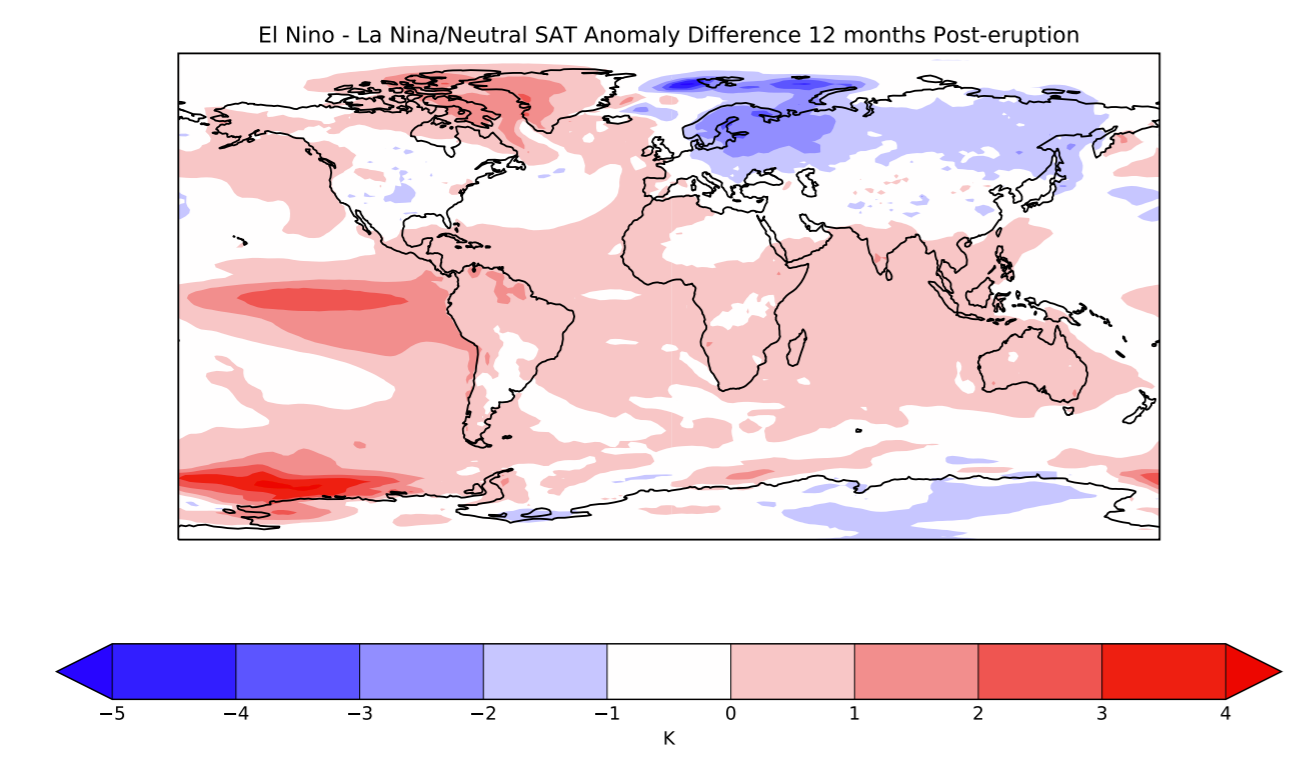 El Nino - La Nina/Neutral SAT Anomaly Difference 12 months Post-eruption
−5 −4 −3 −2 −1 0 1 2 3 4
K